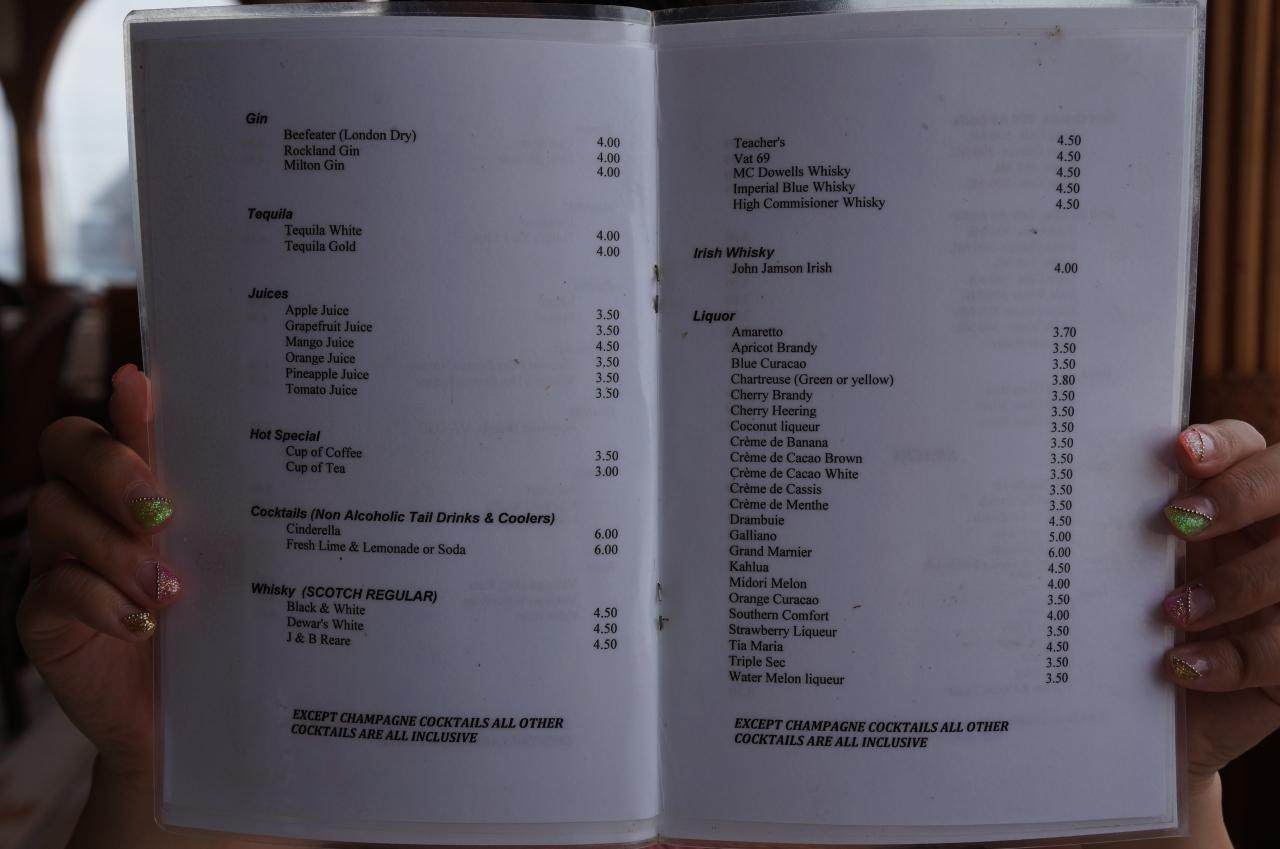 Gin
Beefeater (London Dry) 4.00
Rockland Gin 4.00
Milton Gin 4.00
Tequila
Tequila White 4.00
Tequila Gold 4.00
Juices
Apple Juice 3.50
Grapefruit Juice 3.50
Mango Juice 4.50
Orange Juice 3.50
Pineapple Juice 3.50
Tomato Juice 3.50
Hot Special
Cup of Coffee 3.50
Cup of Tea 3.00
Cocktails (Non Alcoholic Tail Drinks & Coolers)
Cinderella 6.00
Fresh Lime & Lemonade or Soda 6.00
Whisky (SCOTCH REGULAR)
Black & White 4.50
Dewar's White 4.50
J & B Reare 4.50
EXCEPT CHAMPAGNE COCKTAILS ALL OTHER
COCKTAILS ARE ALL INCLUSIVE
Teacher's 4.50
Vat 69 4.50
MC Dowells Whisky 4.50
Imperial Blue Whisky 4.50
High Commisioner Whisky 4.50
Irish Whisky
John Jamson Irish 4.00
Liquor
Amaretto 3.70
Apricot Brandy 3.50
Blue Curacao 3.50
Chartreuse (Green or yellow) 3.80
Cherry Brandy 3.50
Cherry Heering 3.50
Coconut liqueur 3.50
Crème de Banana 3.50
Crème de Cacao Brown 3.50
Crème de Cacao White 3.50
Crème de Cassis 3.50
Crème de Menthe 3.50
Drambuie 4.50
Galliano 5.00
Grand Marnier 6.00
Kahlua 4.50
Midori Melon 4.00
Orange Curacao 3.50
Southern Comfort 4.00
Strawberry Liqueur 3.50
Tia Maria 4.50
Triple Sec 3.50
Water Melon liqueur 3.50
EXCEPT CHAMPAGNE COCKTAILS ALL OTHER
COCKTAILS ARE ALL INCLUSIVE